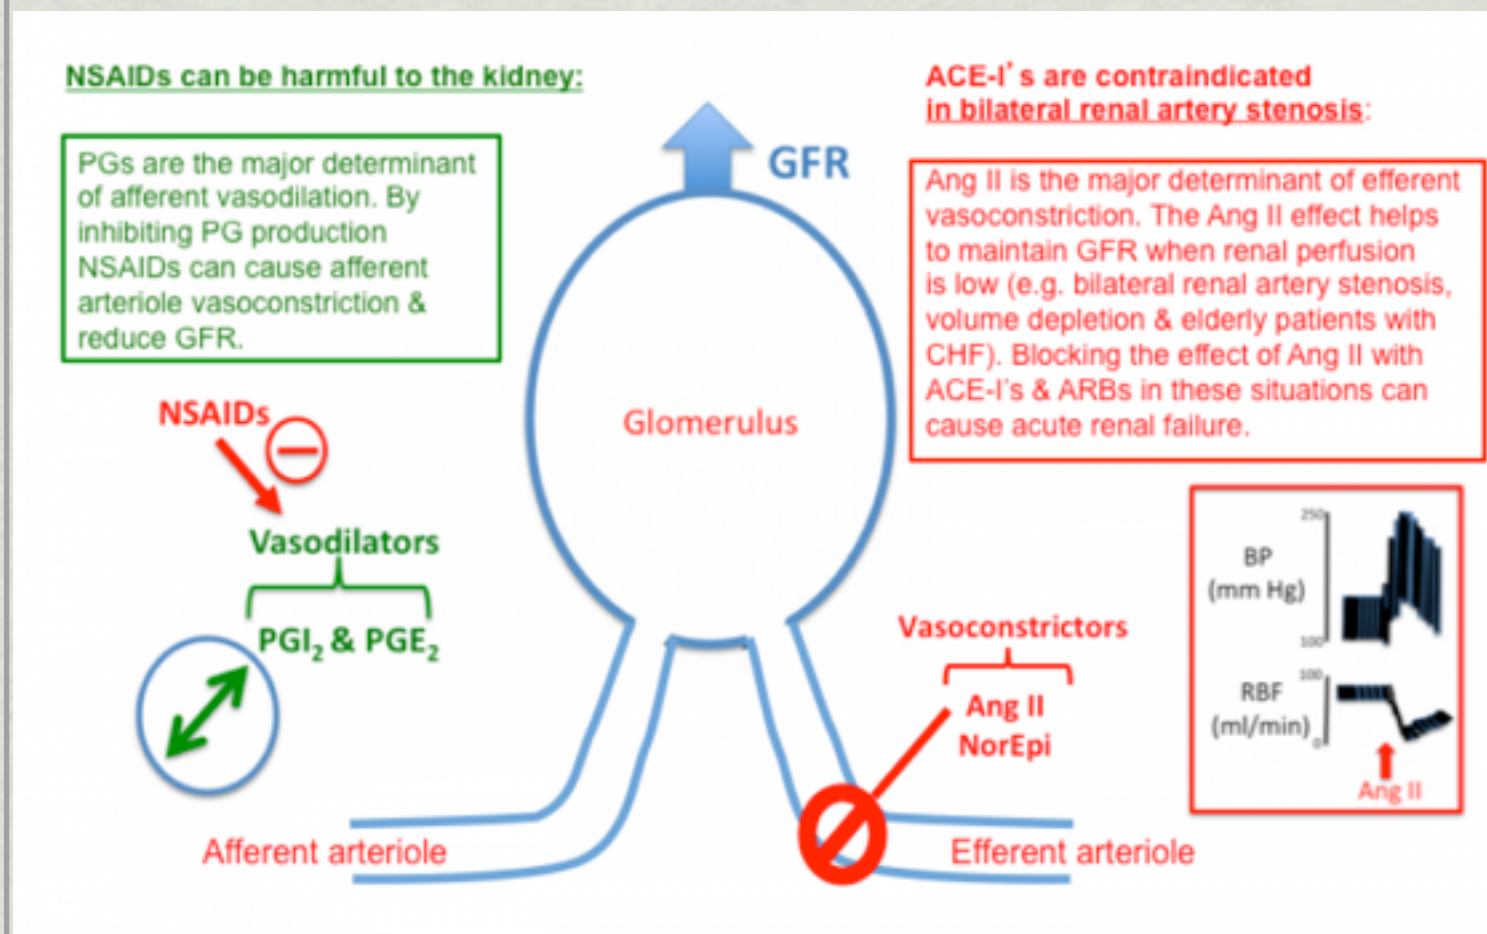 NSAIDs can be harmful to the kidney:
PGs are the major determinant
of afferent vasodilation. By
inhibiting PG production
NSAIDs can cause afferent
arteriole vasoconstriction &
reduce GFR.
NSAIDs
Vasodilators
PGI₂ & PGE₂
Afferent arteriole
GFR
Glomerulus
ACE-I's are contraindicated
in bilateral renal artery stenosis:
Ang II is the major determinant of efferent
vasoconstriction. The Ang II effect helps
to maintain GFR when renal perfusion
is low (e.g. bilateral renal artery stenosis,
volume depletion & elderly patients with
CHF). Blocking the effect of Ang II with
ACE-I's & ARBs in these situations can
cause acute renal failure.
Vasoconstrictors
Ang II
NorEpi
Efferent arteriole
250
BP
(mm Hg)
100
100
RBF
(ml/min)
0
Ang II